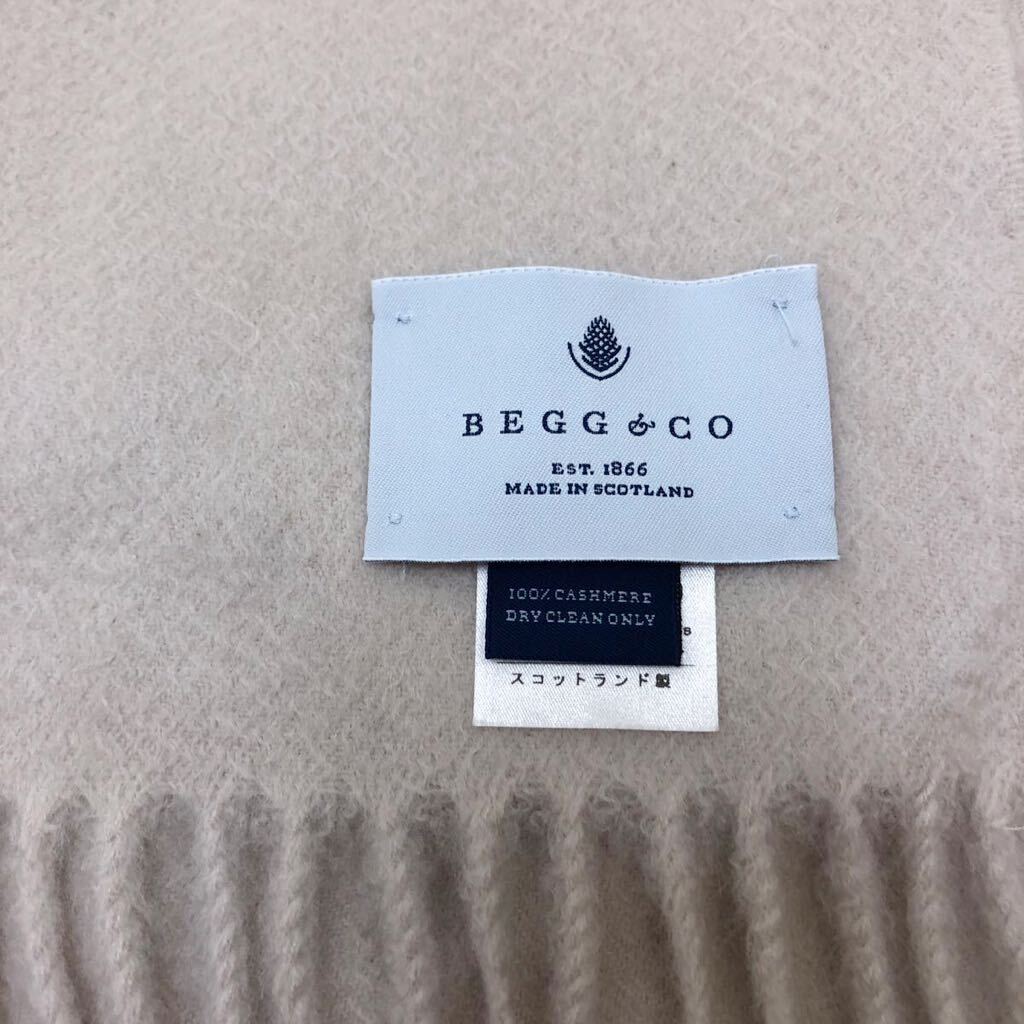 BEGG & CO
EST. 1866
MADE IN SCOTLAND
100% CASHMERE
DRY CLEAN ONLY
s
スコットランド製